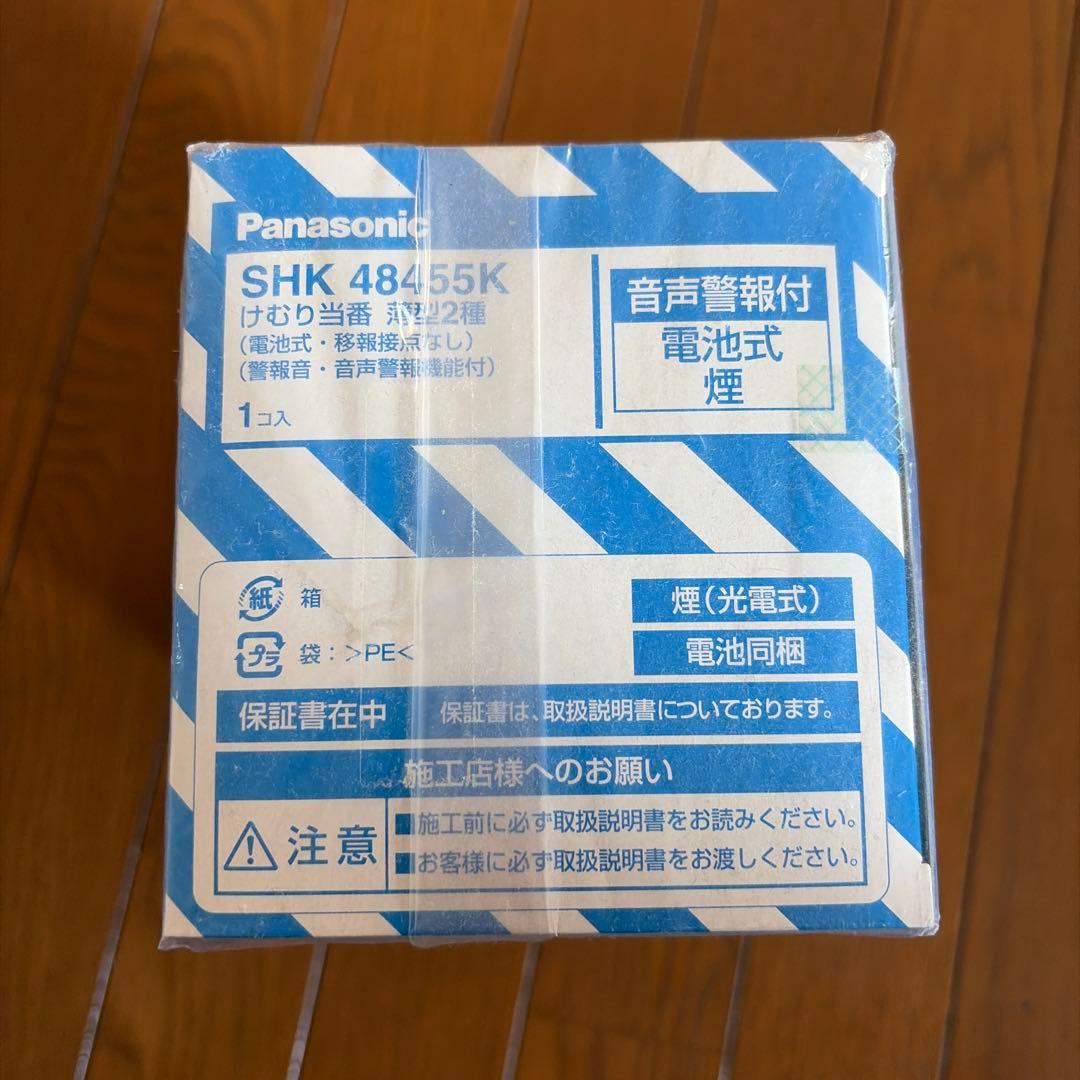 Panasonic
SHK 48455K
けむり当番 薄型2種
(電池式・移報接点なし)
(警報音・音声警報機能付)
1コ入
音声警報付
電池式
煙
紙 箱
プラ 袋:>PE<
煙(光電式)
電池同梱
保証書在中 保証書は、取扱説明書についております。
施工店様へのお願い
注意
■施工前に必ず取扱説明書をお読みください。
■お客様に必ず取扱説明書をお渡しください。